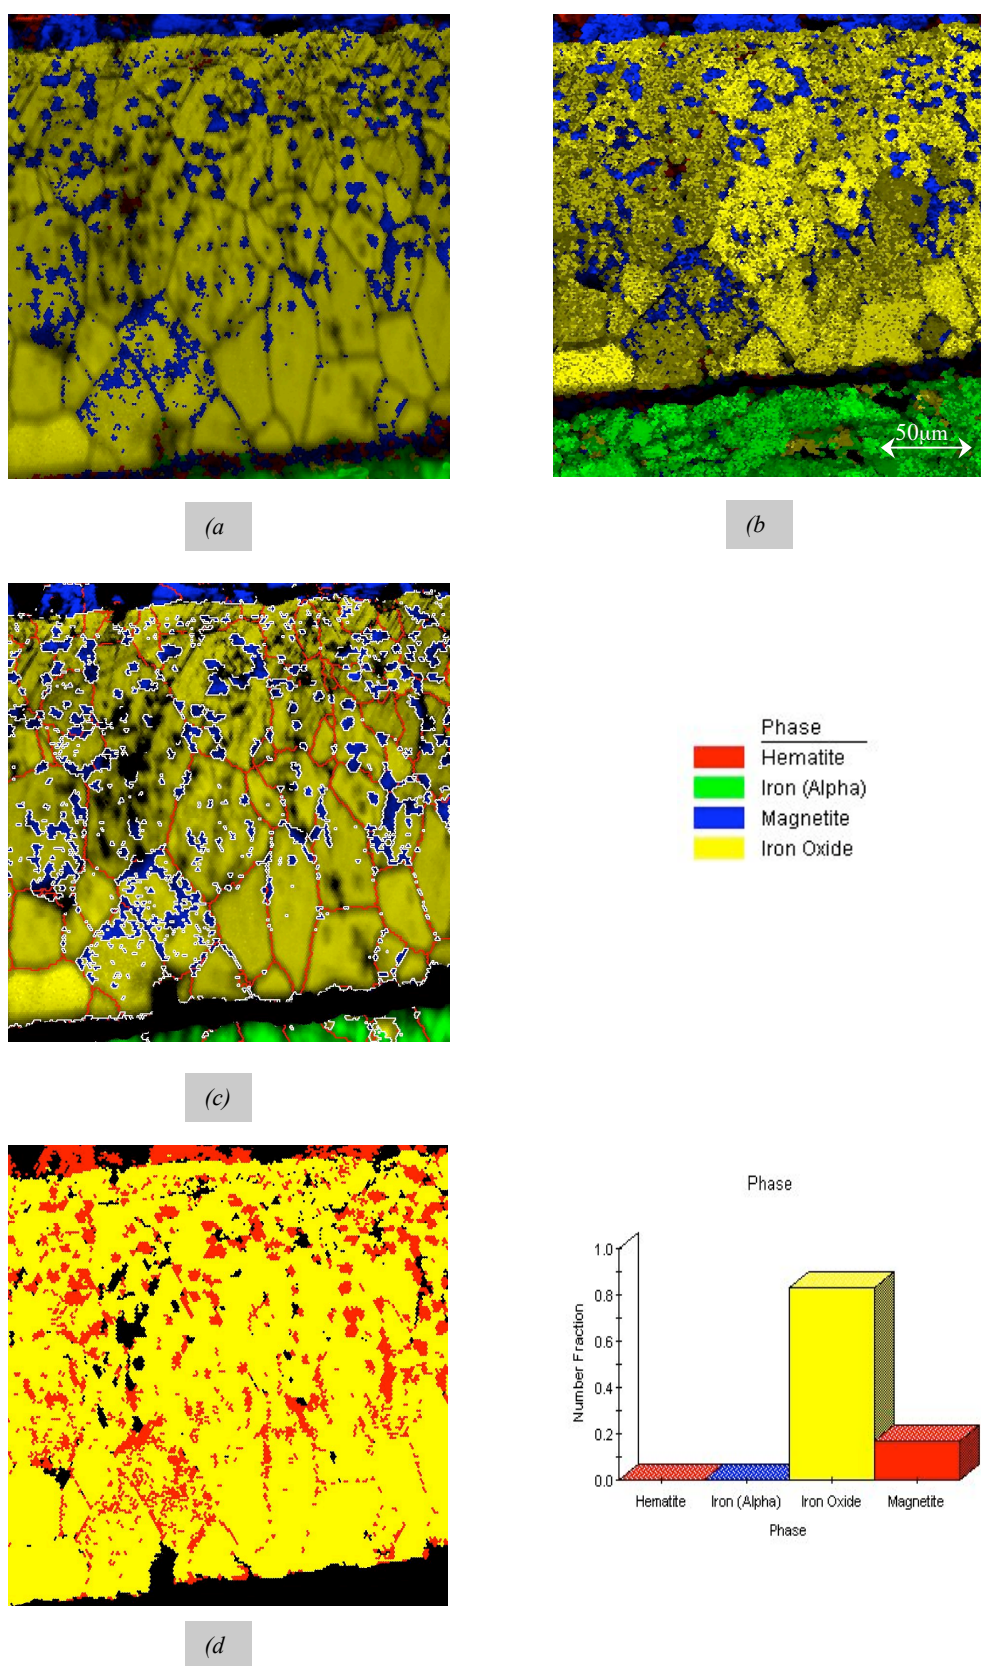 50µm
(a
(b
Phase
Hematite
Iron (Alpha)
Magnetite
Iron Oxide
(c)
Phase
1.0
0.8
0.6
0.4
0.2
0.0
Number Fraction
Hematite Iron (Alpha) Iron Oxide Magnetite
Phase
(d